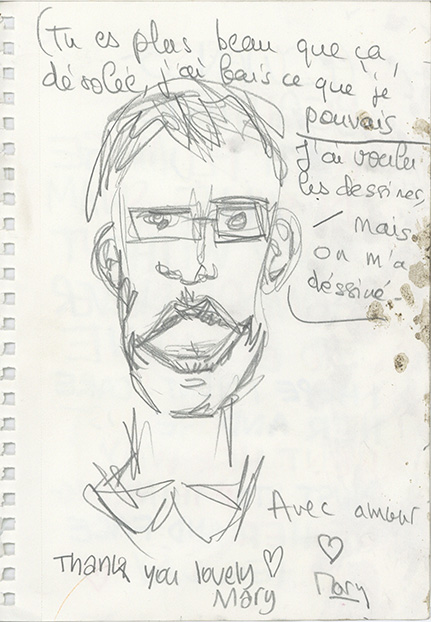 (Tu es plus beau que ça,
désolée, j'ai fais ce que je
pouvais
J'ai voulu
les dessiner,
mais
on m'a
déssiné -
Avec amour ♡
Mary
Thank you lovely ♡
Mary